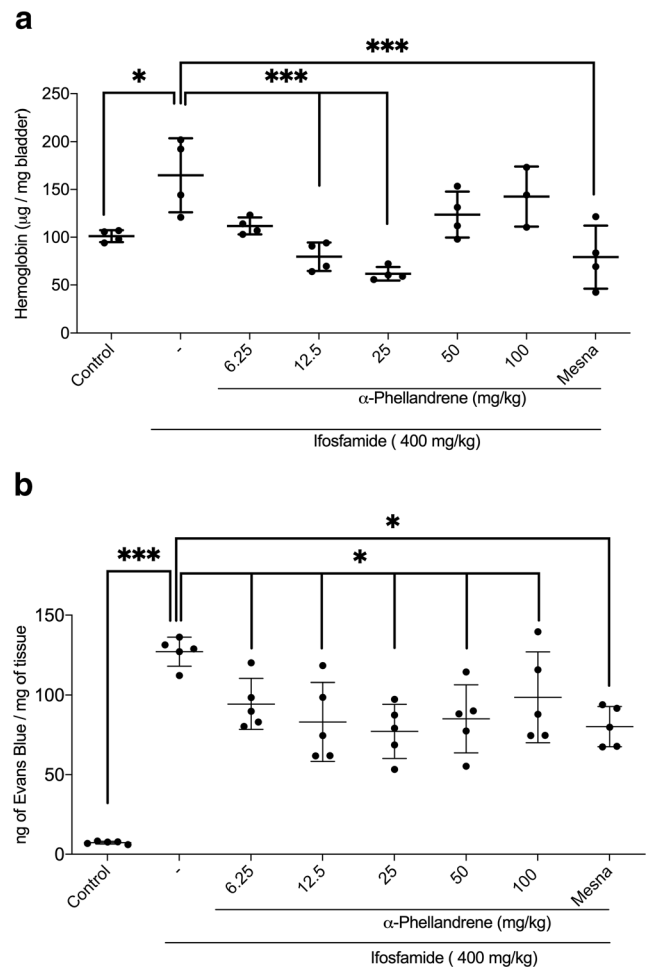 a
***
* ***
250
200
150
100
50
0
Hemoglobin (µg / mg bladder)
Control - 6.25 12.5 25 50 100 Mesna
α-Phellandrene (mg/kg)
Ifosfamide ( 400 mg/kg)
b
*
*** *
150
100
50
0
ng of Evans Blue / mg of tissue
Control - 6.25 12.5 25 50 100 Mesna
α-Phellandrene (mg/kg)
Ifosfamide ( 400 mg/kg)